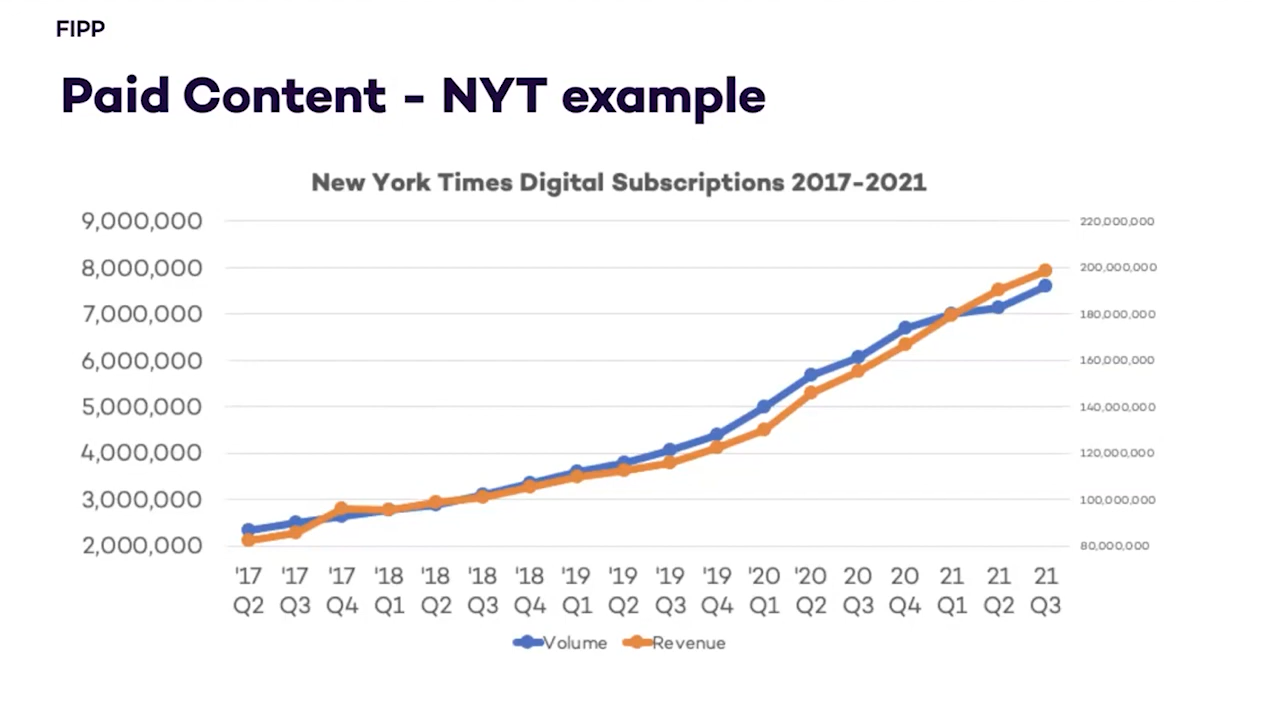 FIPP
Paid Content - NYT example
New York Times Digital Subscriptions 2017-2021
9,000,000
8,000,000
7,000,000
6,000,000
5,000,000
4,000,000
3,000,000
2,000,000
220,000,000
200,000,000
180,000,000
160,000,000
140,000,000
120,000,000
100,000,000
80,000,000
'17 '17 '17 '18 '18 '18 '18 '19 '19 '19 '19 '20 '20 20 20 21 21 21
Q2 Q3 Q4 Q1 Q2 Q3 Q4 Q1 Q2 Q3 Q4 Q1 Q2 Q3 Q4 Q1 Q2 Q3
Volume Revenue